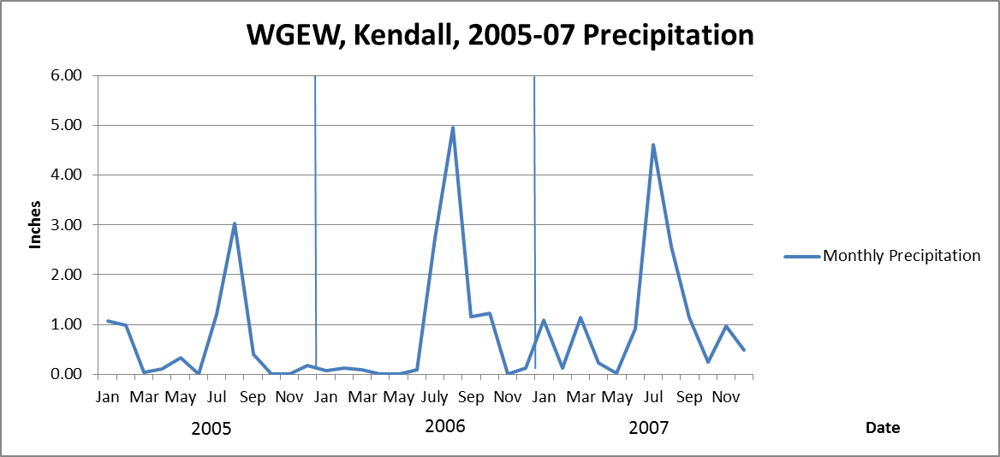 WGEW, Kendall, 2005-07 Precipitation
6.00
5.00
4.00
3.00
2.00
1.00
0.00
Inches
Monthly Precipitation
Jan Mar May Jul Sep Nov Jan Mar May July Sep Nov Jan Mar May Jul Sep Nov
2005 2006 2007 Date